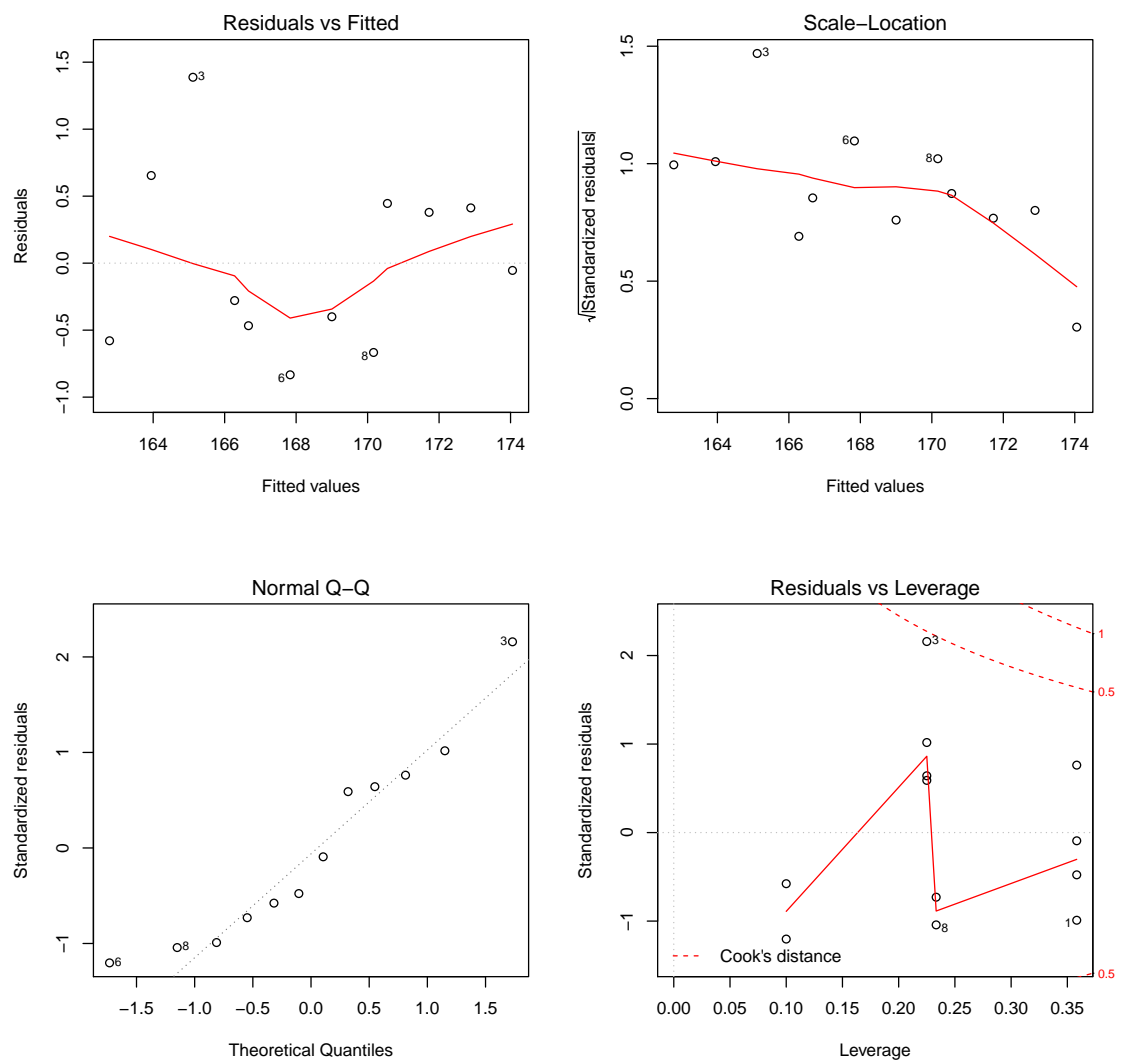 Residuals vs Fitted
1.5
1.0
0.5
0.0
−0.5
−1.0
Residuals
3
6
8
164 166 168 170 172 174
Fitted values
Scale−Location
1.5
1.0
0.5
0.0
√|Standardized residuals|
3
6
8
164 166 168 170 172 174
Fitted values
Normal Q−Q
2
1
0
−1
Standardized residuals
3
8
6
−1.5 −1.0 −0.5 0.0 0.5 1.0 1.5
Theoretical Quantiles
Residuals vs Leverage
2
1
0
−1
Standardized residuals
1
0.5
0.5
3
8
1
Cook's distance
0.00 0.05 0.10 0.15 0.20 0.25 0.30 0.35
Leverage